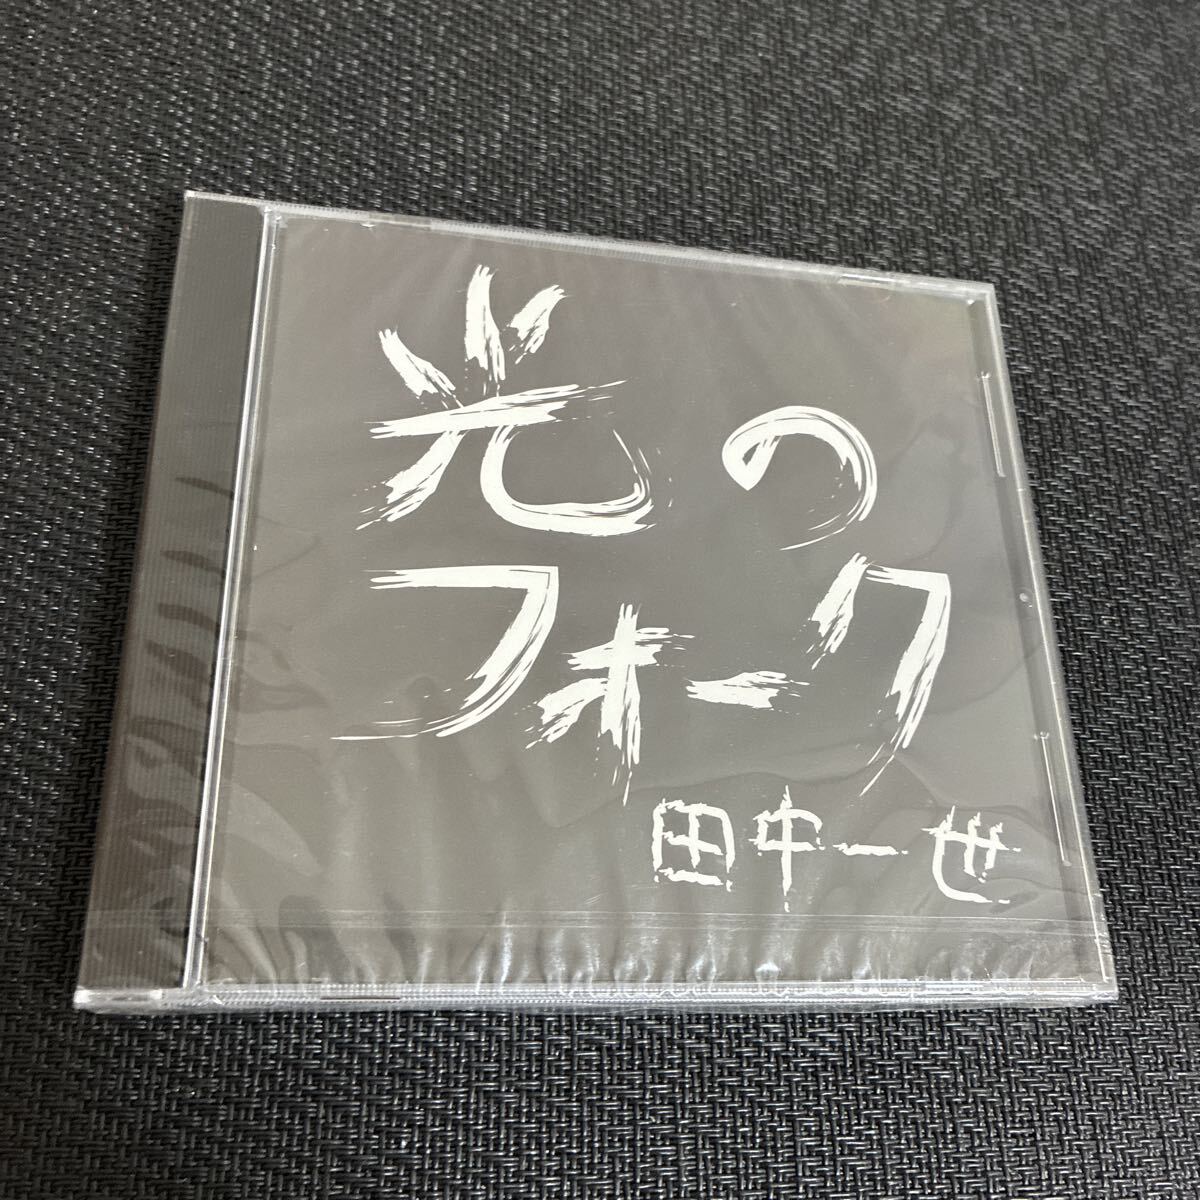 光の
フォーク
田中一世